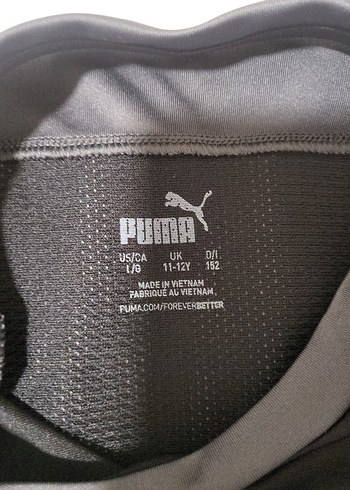 PUMA
US/CA UK D/I
L/G 11-12Y 152
MADE IN VIETNAM
FABRIQUÉ AU VIETNAM
PUMA.COM/FOREVERBETTER